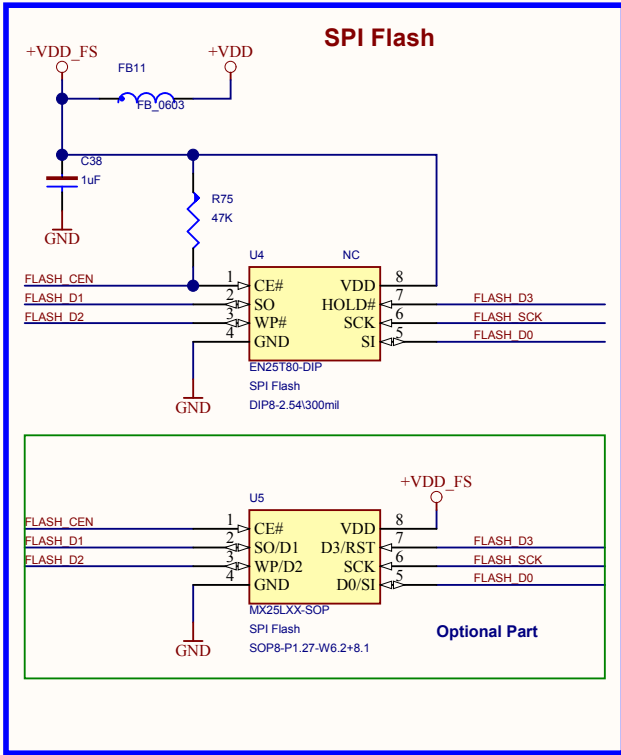 SPI Flash
+VDD_FS
+VDD
FB11
FB_0603
C38
1uF
GND
R75
47K
U4
NC
FLASH_CEN
1
CE#
VDD
8
FLASH_D1
2
SO
HOLD#
7
FLASH_D3
FLASH_D2
3
WP#
SCK
6
FLASH_SCK
4
GND
SI
5
FLASH_D0
EN25T80-DIP
SPI Flash
DIP8-2.54\300mil
GND
+VDD_FS
U5
FLASH_CEN
1
CE#
VDD
8
FLASH_D1
2
SO/D1
D3/RST
7
FLASH_D3
FLASH_D2
3
WP/D2
SCK
6
FLASH_SCK
4
GND
D0/SI
5
FLASH_D0
MX25LXX-SOP
SPI Flash
SOP8-P1.27-W6.2+8.1
GND
Optional Part